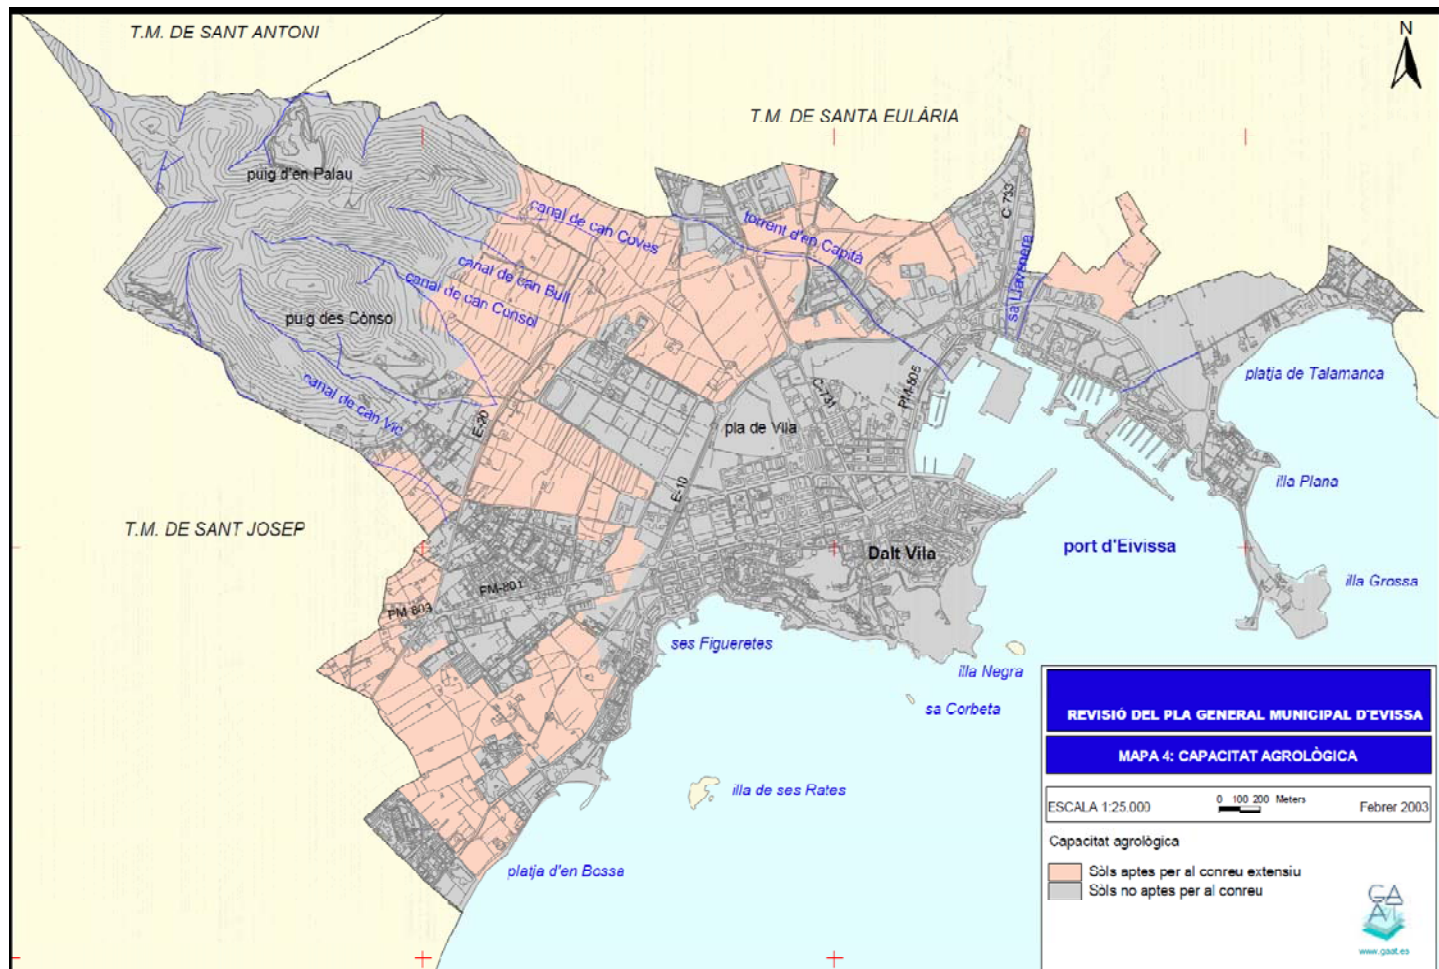 T.M. DE SANT ANTONI
N
T.M. DE SANTA EULÀRIA
puig d'en Palau
C-733
canal de can Coves
torrent d'en Capità
sa Llavanera
canal de can Bull
canal de can Consol
puig des Cònso
platja de Talamanca
canal de can Vic
E-20
C-731
PM-805
pla de Vila
illa Plana
E-10
T.M. DE SANT JOSEP
Dalt Vila
port d'Eivissa
illa Grossa
PM-801
PM-803
ses Figueretes
illa Negra
sa Corbeta
illa de ses Rates
platja d'en Bossa
REVISIÓ DEL PLA GENERAL MUNICIPAL D'EVISSA
MAPA 4: CAPACITAT AGROLÒGICA
ESCALA 1:25.000
0 100 200 Meters
Febrer 2003
Capacitat agrològica
Sòls aptes per al conreu extensiu
Sòls no aptes per al conreu
GAAT
www.gaat.es